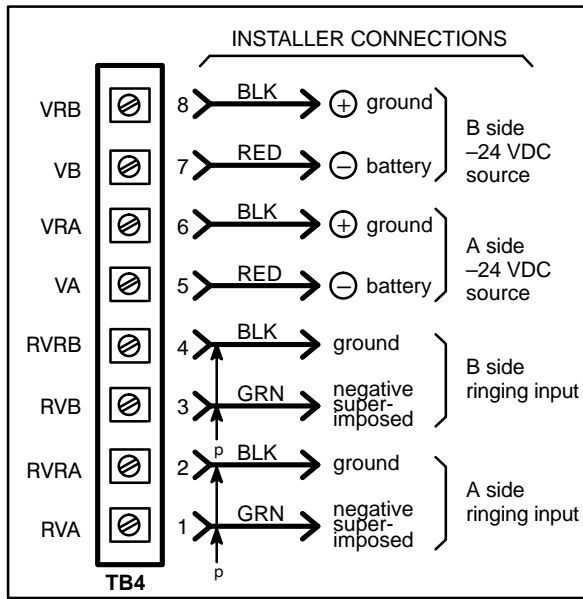 INSTALLER CONNECTIONS
VRB 8 BLK + ground
VB 7 RED – battery
B side
–24 VDC
source
VRA 6 BLK + ground
VA 5 RED – battery
A side
–24 VDC
source
RVRB 4 BLK ground
RVB 3 GRN negative
super-
imposed
p
B side
ringing input
RVRA 2 BLK ground
RVA 1 GRN negative
super-
imposed
p
A side
ringing input
TB4